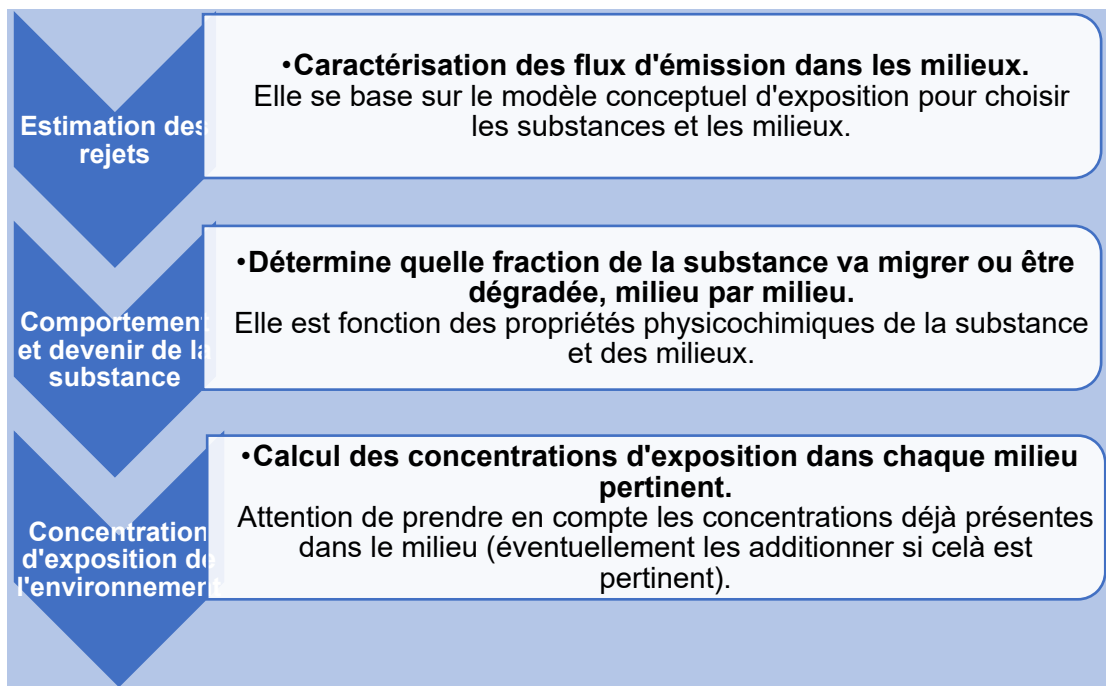 Estimation des
rejets
•Caractérisation des flux d'émission dans les milieux.
Elle se base sur le modèle conceptuel d'exposition pour choisir
les substances et les milieux.
Comportement
et devenir de la
substance
•Détermine quelle fraction de la substance va migrer ou être
dégradée, milieu par milieu.
Elle est fonction des propriétés physicochimiques de la substance
et des milieux.
Concentration
d'exposition de
l'environnement
•Calcul des concentrations d'exposition dans chaque milieu
pertinent.
Attention de prendre en compte les concentrations déjà présentes
dans le milieu (éventuellement les additionner si celà est
pertinent).